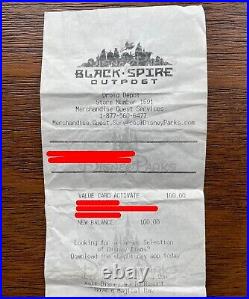 BLACK·SPIRE
OUTPOST
Droid Depot
Store Number 1591
Merchandise Guest Services
1-877-560-6477
Merchandise.Guest.Services@DisneyParks.com
VALUE CARD ACTIVATE 100.00
NEW BALANCE: 100.00
Looking for a larger Selection
of Disney Items?
Download the shopDisney app today